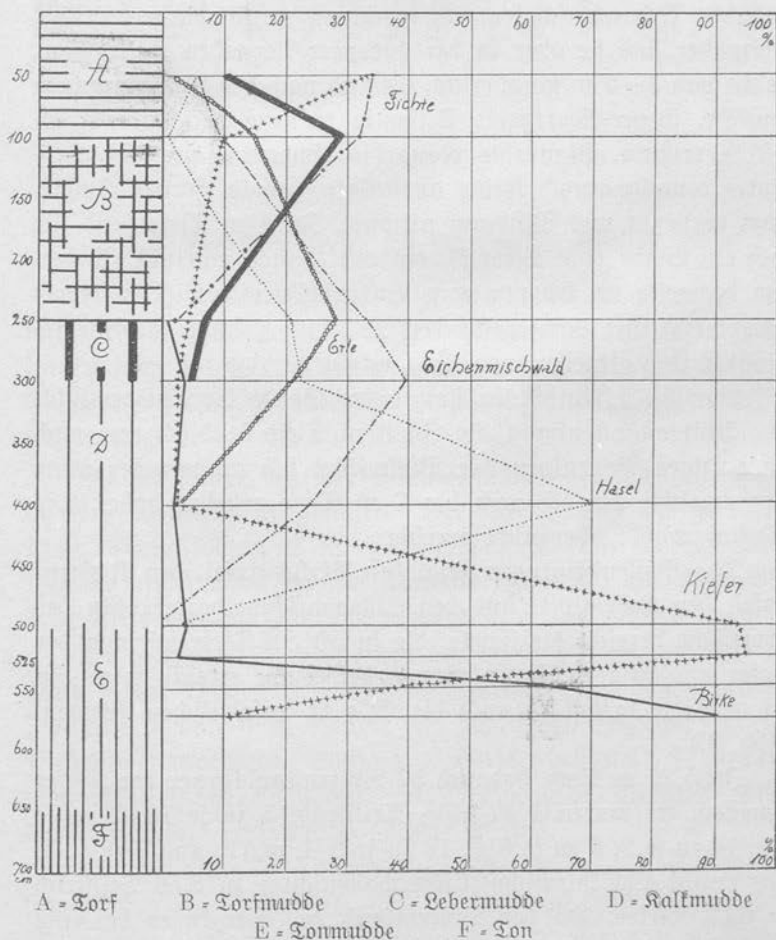 10 20 30 40 50 60 70 80 90 100%
%
50
100
150
200
250
300
350
400
450
500
525
550
600
650
700
cm
A
B
C
D
E
F
Fichte
Erle
Eichenmischwald
Hasel
Kiefer
Birke
10 20 30 40 50 60 70 80 90 100%
%
A = Torf B = Torfmudde C = Lebermudde D = Kalkmudde
E = Tonmudde F = Ton